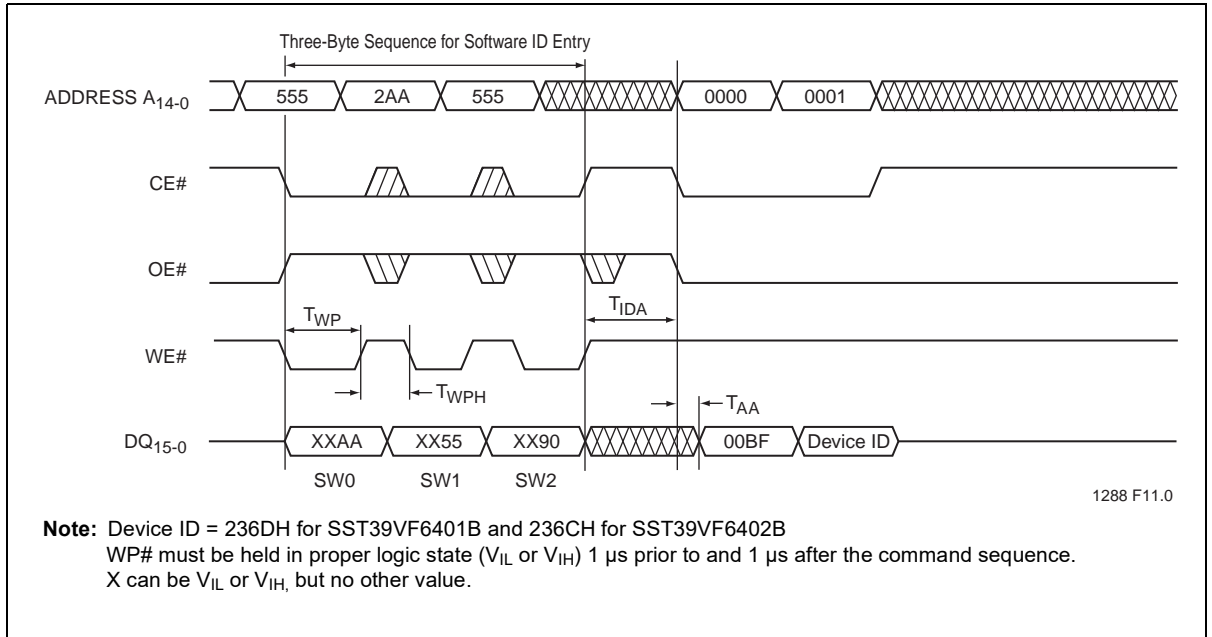 Three-Byte Sequence for Software ID Entry
ADDRESS A14-0
555
2AA
555
0000
0001
CE#
OE#
TIDA
TWP
WE#
TWPH
TAA
DQ15-0
XXAA
XX55
XX90
00BF
Device ID
SW0
SW1
SW2
1288 F11.0
Note: Device ID = 236DH for SST39VF6401B and 236CH for SST39VF6402B
WP# must be held in proper logic state (VIL or VIH) 1 µs prior to and 1 µs after the command sequence.
X can be VIL or VIH, but no other value.